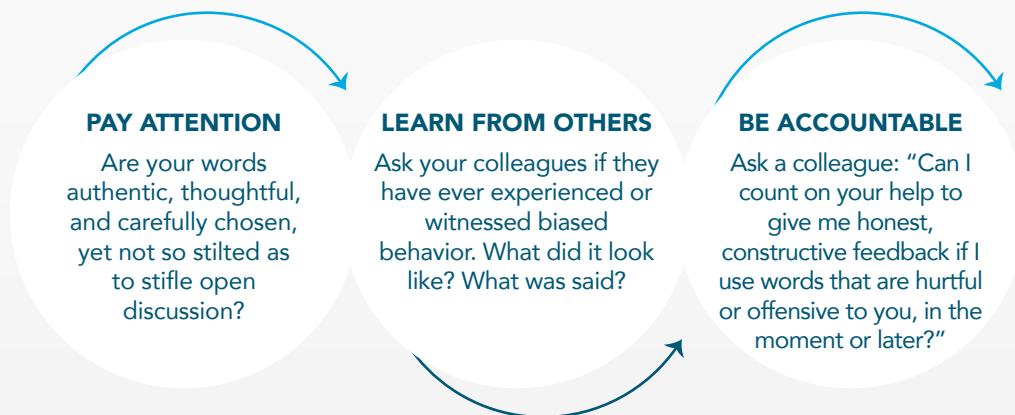 PAY ATTENTION
Are your words
authentic, thoughtful,
and carefully chosen,
yet not so stilted as
to stifle open
discussion?
LEARN FROM OTHERS
Ask your colleagues if they
have ever experienced or
witnessed biased
behavior. What did it look
like? What was said?
BE ACCOUNTABLE
Ask a colleague: “Can I
count on your help to
give me honest,
constructive feedback if I
use words that are hurtful
or offensive to you, in the
moment or later?”